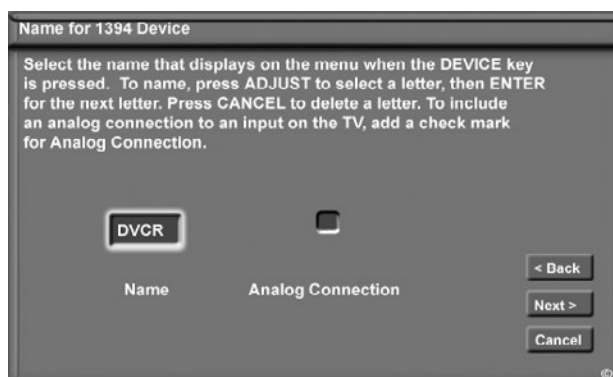 Name for 1394 Device
Select the name that displays on the menu when the DEVICE key
is pressed. To name, press ADJUST to select a letter, then ENTER
for the next letter. Press CANCEL to delete a letter. To include
an analog connection to an input on the TV, add a check mark
for Analog Connection.
DVCR
Name
Analog Connection
< Back
Next >
Cancel
©